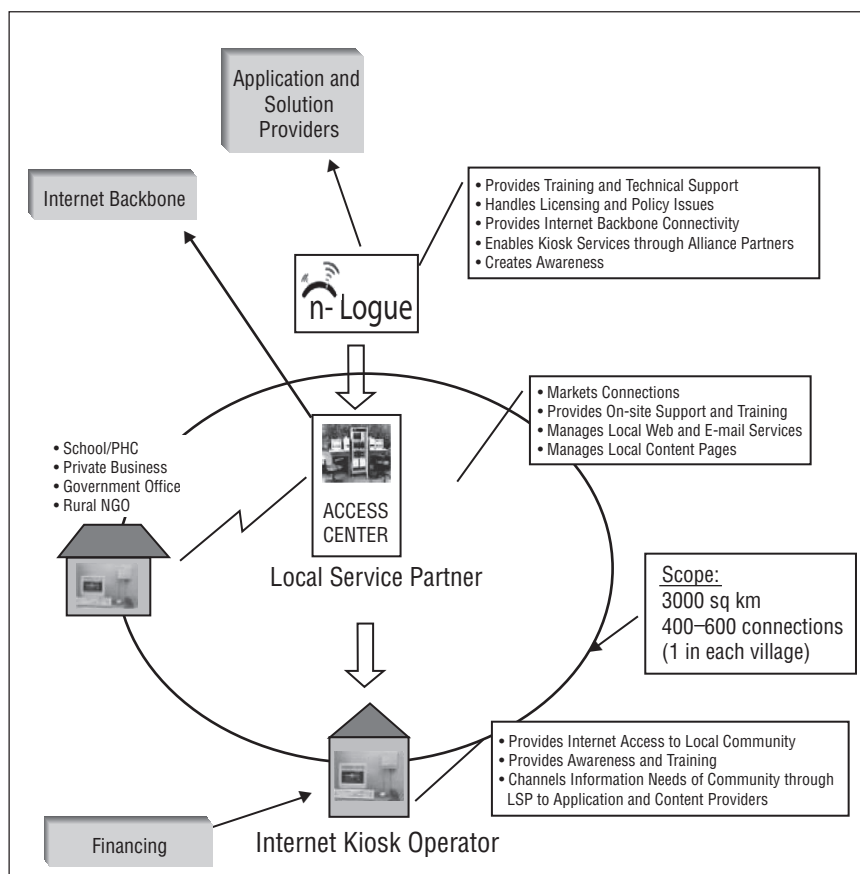 Application and
Solution
Providers
Internet Backbone
• Provides Training and Technical Support
• Handles Licensing and Policy Issues
• Provides Internet Backbone Connectivity
• Enables Kiosk Services through Alliance Partners
• Creates Awareness
n-Logue
• Markets Connections
• Provides On-site Support and Training
• Manages Local Web and E-mail Services
• Manages Local Content Pages
• School/PHC
• Private Business
• Government Office
• Rural NGO
ACCESS
CENTER
Local Service Partner
Scope:
3000 sq km
400–600 connections
(1 in each village)
• Provides Internet Access to Local Community
• Provides Awareness and Training
• Channels Information Needs of Community through
LSP to Application and Content Providers
Financing
Internet Kiosk Operator